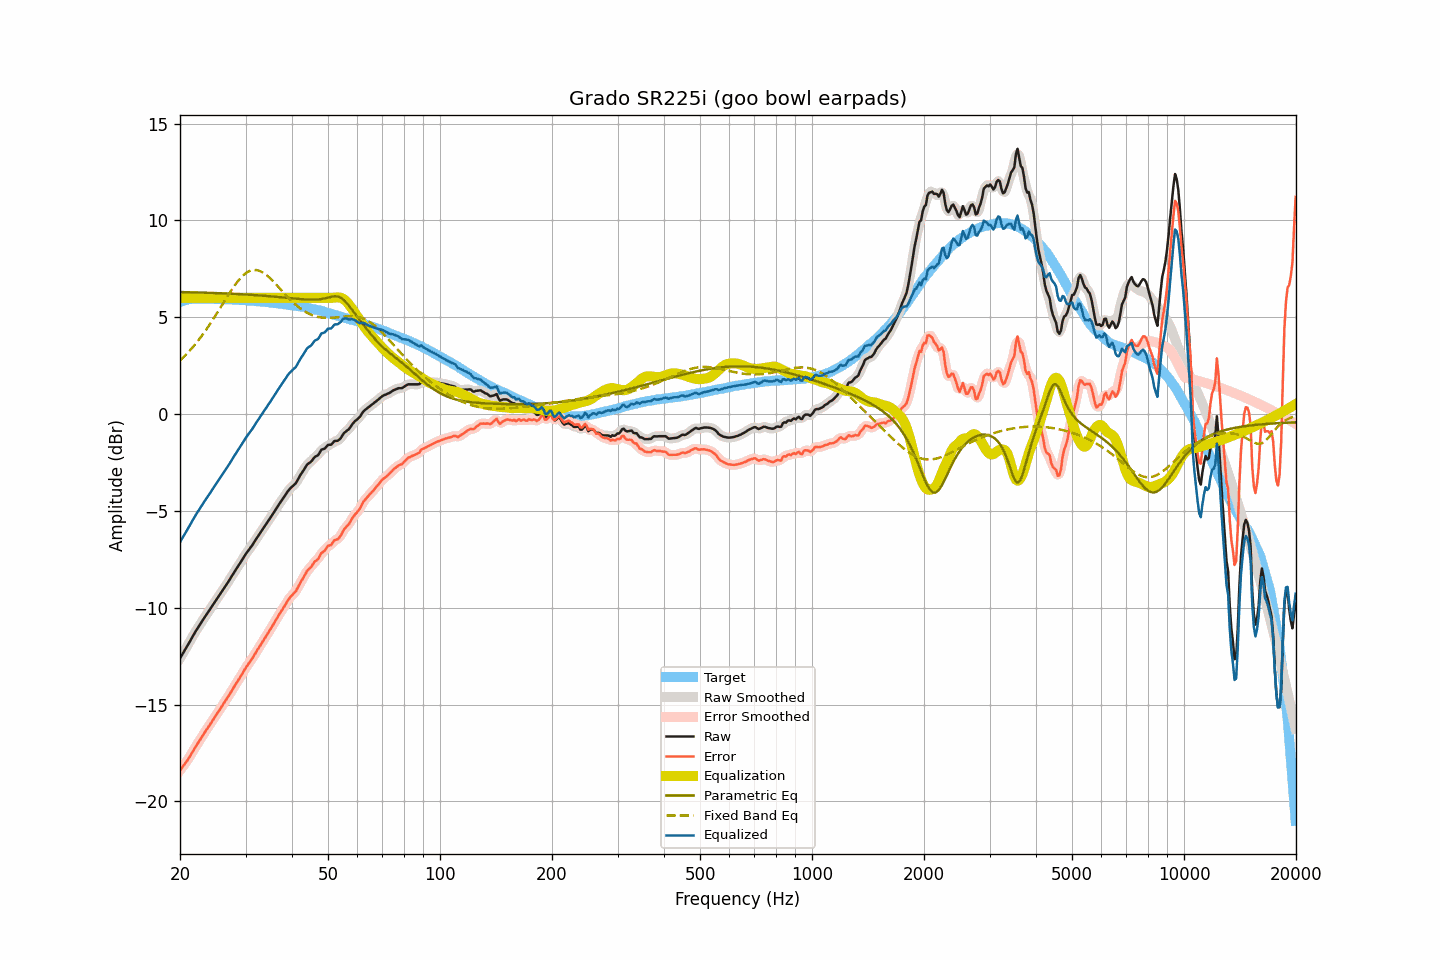 Grado SR225i (goo bowl earpads)
15
10
5
0
−5
−10
−15
−20
Amplitude (dBr)
Target
Raw Smoothed
Error Smoothed
Raw
Error
Equalization
Parametric Eq
Fixed Band Eq
Equalized
20 50 100 200 500 1000 2000 5000 10000 20000
Frequency (Hz)